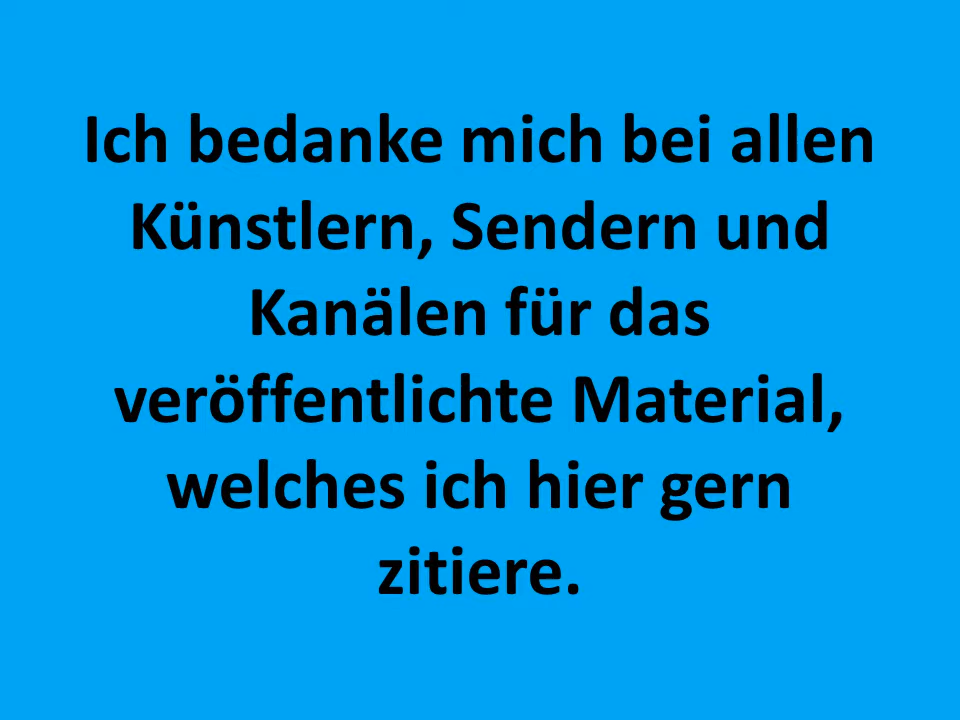 Ich bedanke mich bei allen
Künstlern, Sendern und
Kanälen für das
veröffentlichte Material,
welches ich hier gern
zitiere.